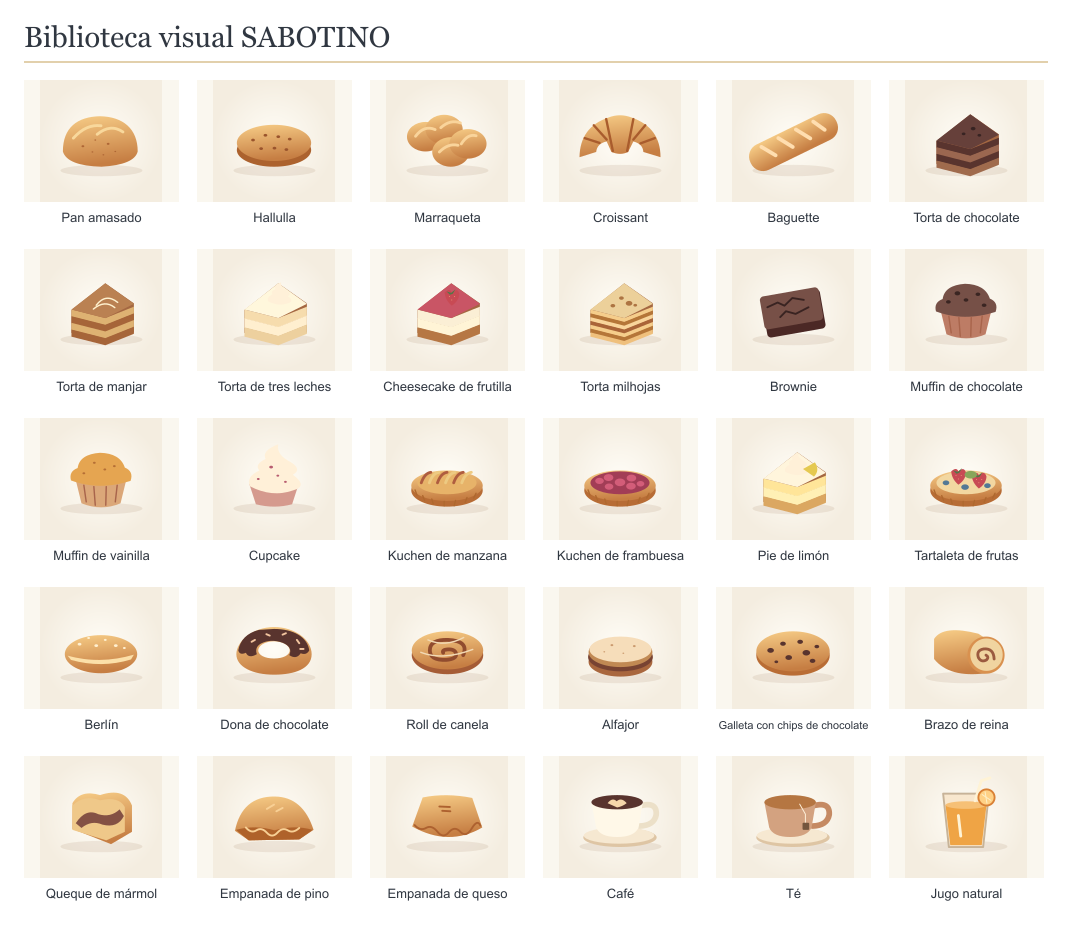 Biblioteca visual SABOTINO
Pan amasado
Hallulla
Marraqueta
Croissant
Baguette
Torta de chocolate
Torta de manjar
Torta de tres leches
Cheesecake de frutilla
Torta milhojas
Brownie
Muffin de chocolate
Muffin de vainilla
Cupcake
Kuchen de manzana
Kuchen de frambuesa
Pie de limón
Tartaleta de frutas
Berlín
Dona de chocolate
Roll de canela
Alfajor
Galleta con chips de chocolate
Brazo de reina
Queque de mármol
Empanada de pino
Empanada de queso
Café
Té
Jugo natural